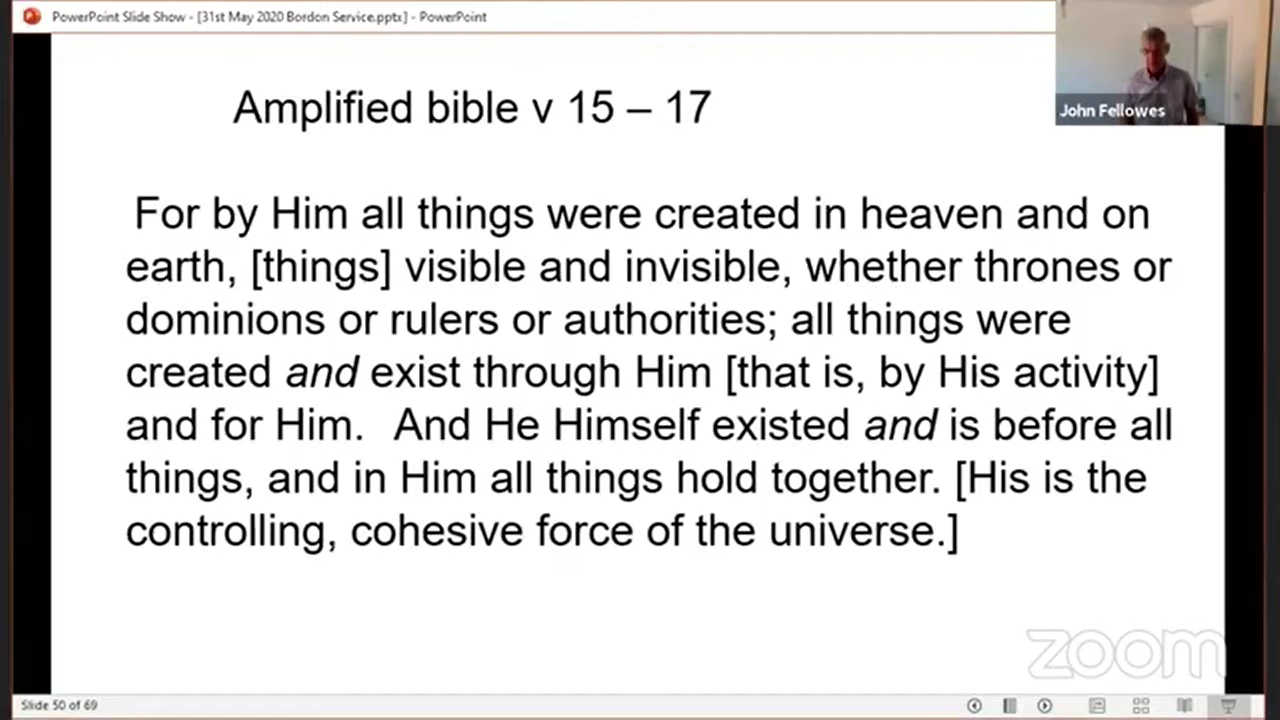 PowerPoint Slide Show - [31st May 2020 Bordon Service.pptx] - PowerPoint
John Fellowes
Amplified bible v 15 – 17
For by Him all things were created in heaven and on
earth, [things] visible and invisible, whether thrones or
dominions or rulers or authorities; all things were
created and exist through Him [that is, by His activity]
and for Him. And He Himself existed and is before all
things, and in Him all things hold together. [His is the
controlling, cohesive force of the universe.]
zoom
Slide 50 of 69